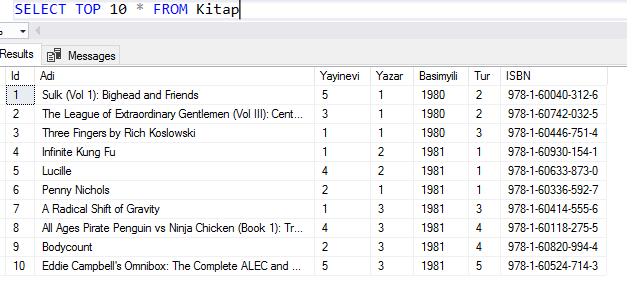 SELECT TOP 10 * FROM Kitap
Results Messages
Id Adi Yayinevi Yazar Basimyili Tur ISBN
1 Sulk (Vol 1): Bighead and Friends 5 1 1980 2 978-1-60040-312-6
2 The League of Extraordinary Gentlemen (Vol III): Cent... 3 1 1980 2 978-1-60742-032-5
3 Three Fingers by Rich Koslowski 1 1 1980 3 978-1-60446-751-4
4 Infinite Kung Fu 1 2 1981 1 978-1-60930-154-1
5 Lucille 4 2 1981 1 978-1-60633-873-0
6 Penny Nichols 2 1 1981 1 978-1-60336-592-7
7 A Radical Shift of Gravity 1 3 1981 3 978-1-60414-555-6
8 All Ages Pirate Penguin vs Ninja Chicken (Book 1): Tr... 4 3 1981 4 978-1-60118-275-5
9 Bodycount 2 3 1981 4 978-1-60820-994-4
10 Eddie Campbell's Omnibox: The Complete ALEC and ... 5 3 1981 5 978-1-60524-714-3